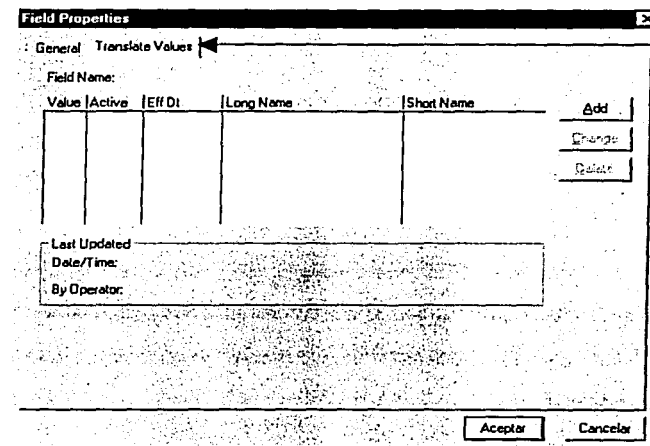 Field Properties
General Translate Values
Field Name:
Value Active Eff Dt Long Name Short Name
Add
Change
Delete
Last Updated
Date/Time:
By Operator:
Aceptar Cancelar